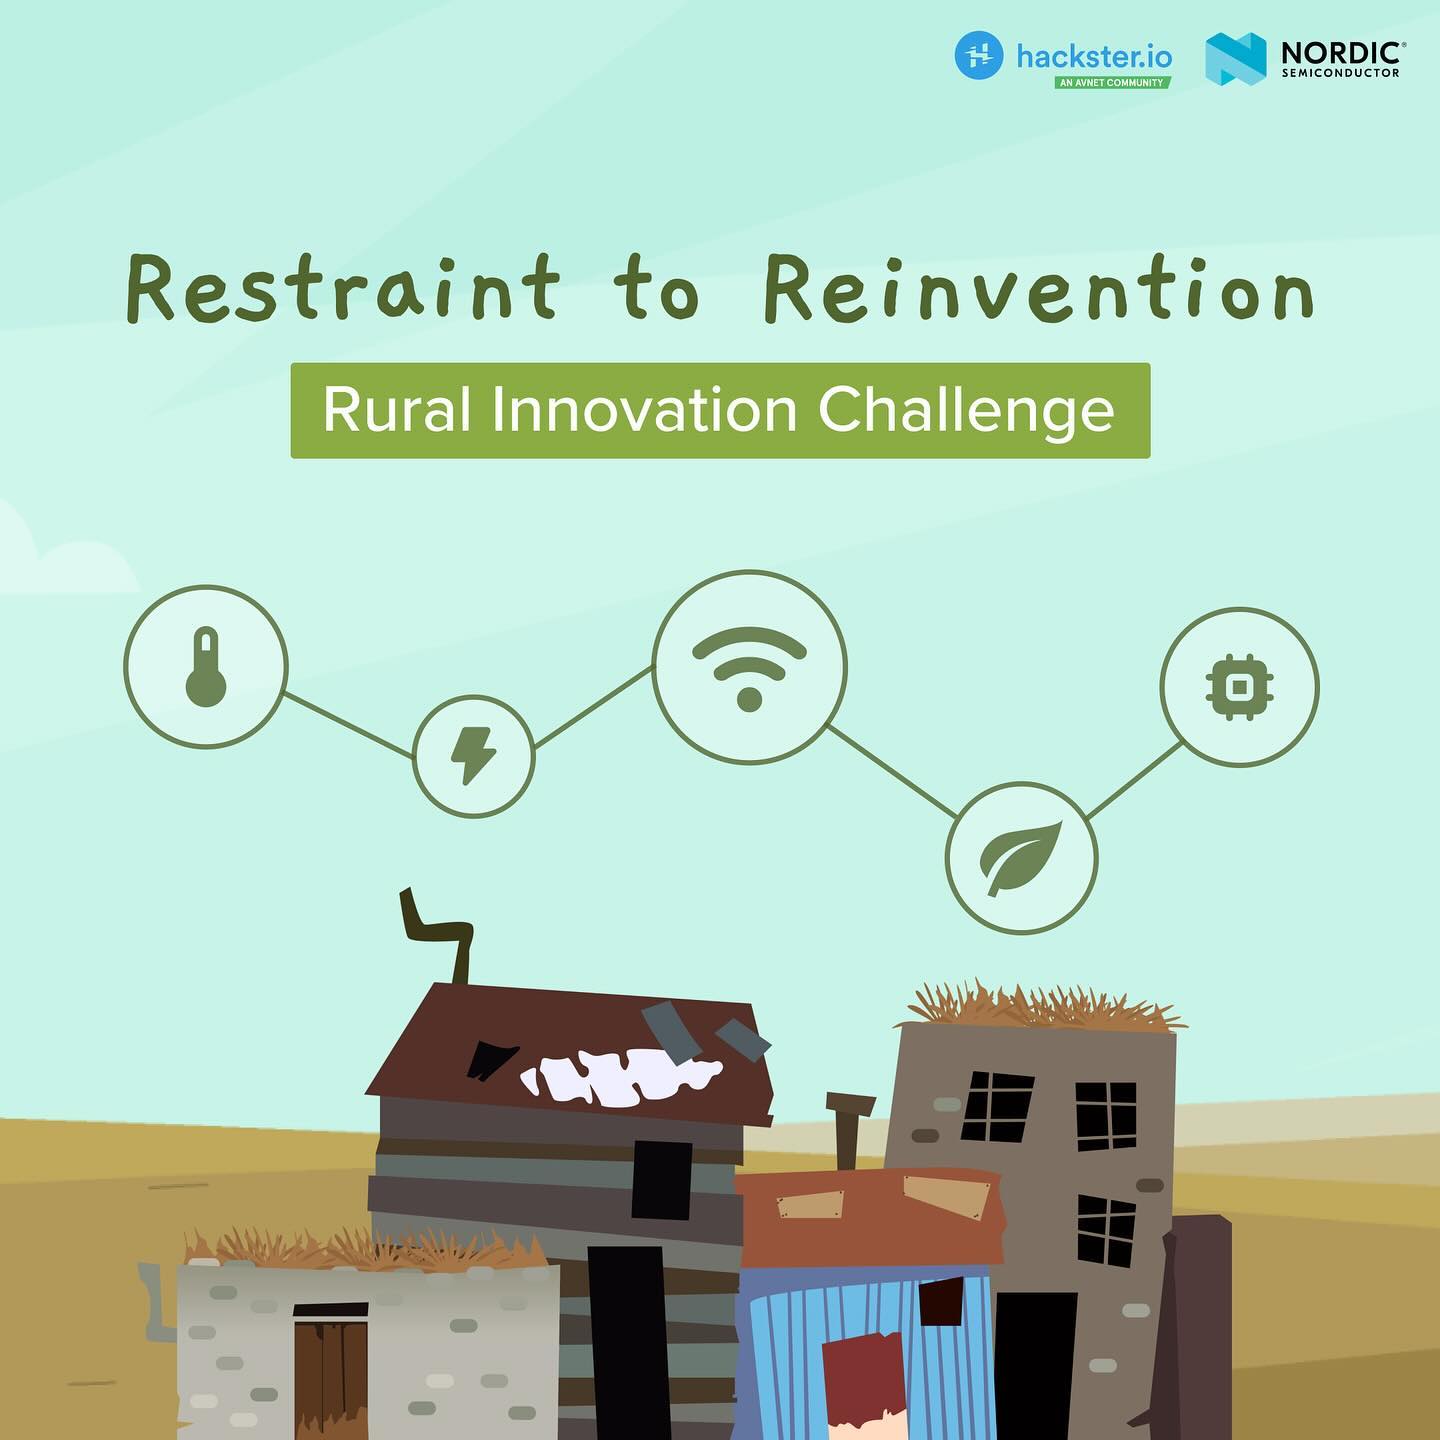 hackster.io
AN AVNET COMMUNITY
NORDIC®
SEMICONDUCTOR
Restraint to Reinvention
Rural Innovation Challenge